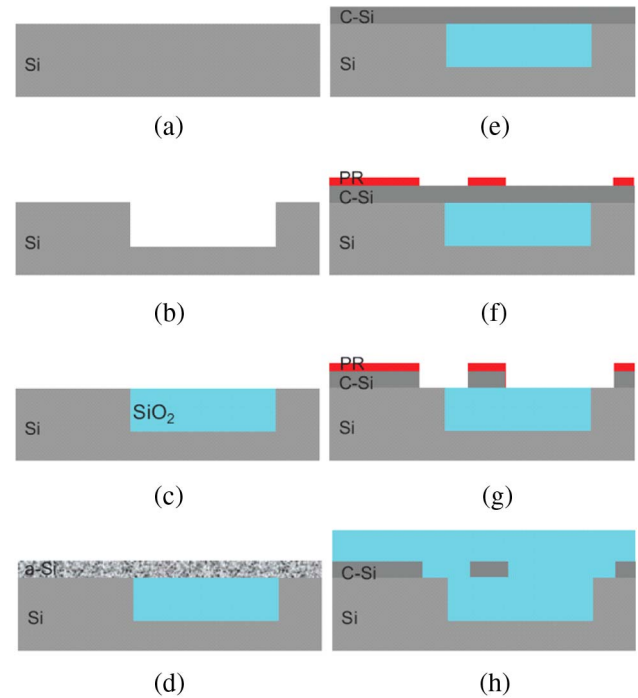 Si
(a)
Si
(b)
Si
SiO₂
(c)
a-Si
Si
(d)
C-Si
Si
(e)
PR
C-Si
Si
(f)
PR
C-Si
Si
(g)
C-Si
Si
(h)